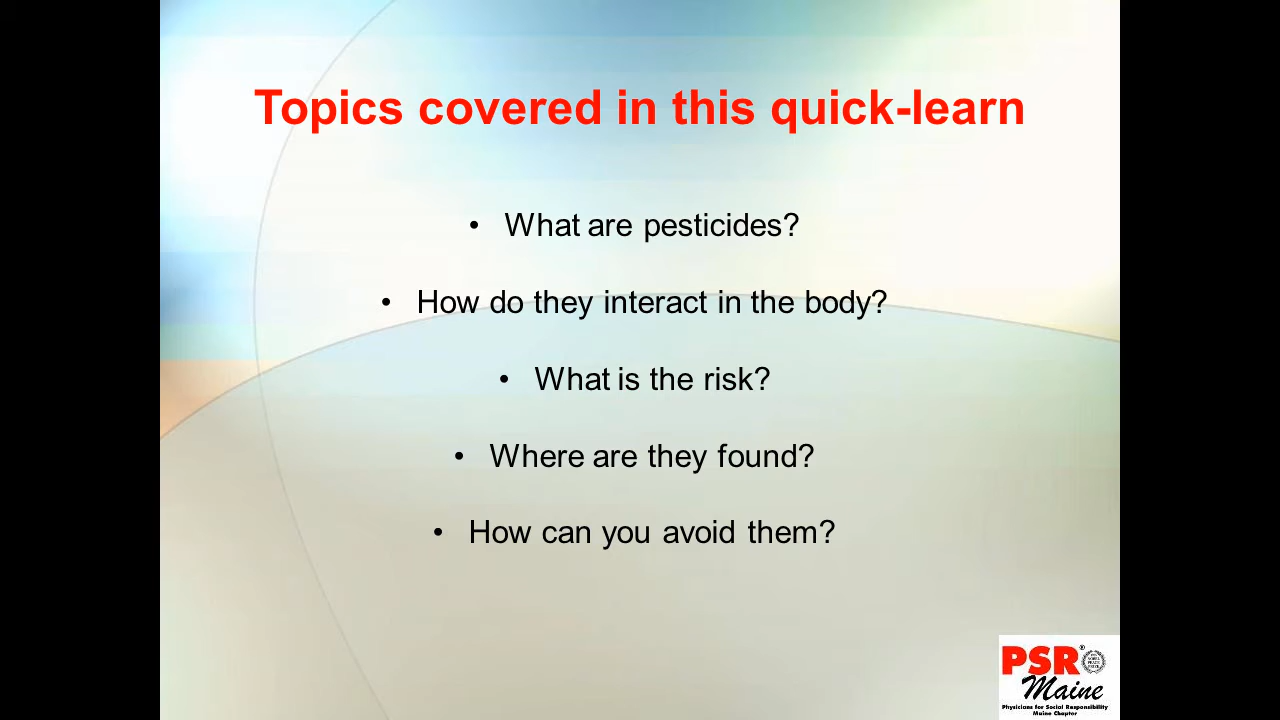 Topics covered in this quick-learn
• What are pesticides?
• How do they interact in the body?
• What is the risk?
• Where are they found?
• How can you avoid them?
PSR®
Maine
Physicians for Social Responsibility
Maine Chapter